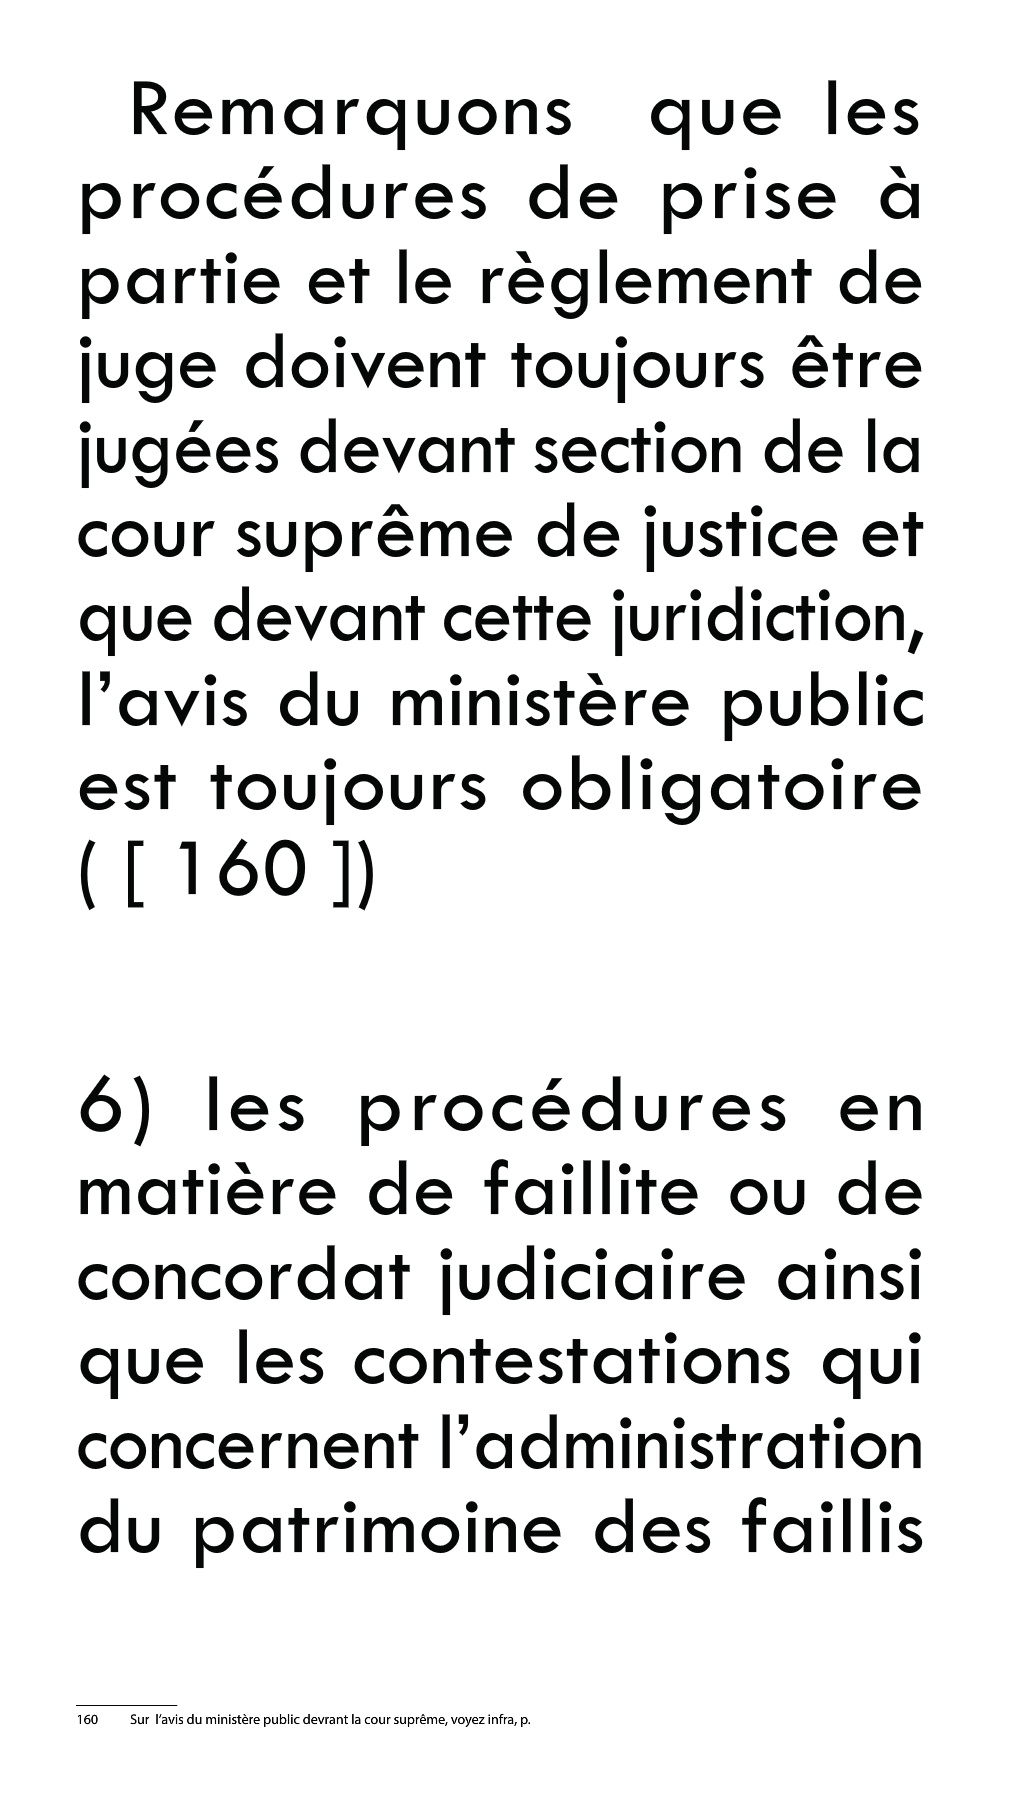 Remarquons que les
procédures de prise à
partie et le règlement de
juge doivent toujours être
jugées devant section de la
cour suprême de justice et
que devant cette juridiction,
l’avis du ministère public
est toujours obligatoire
( [ 160 ])
6) les procédures en
matière de faillite ou de
concordat judiciaire ainsi
que les contestations qui
concernent l’administration
du patrimoine des faillis
160 Sur l’avis du ministère public devrant la cour suprême, voyez infra, p.